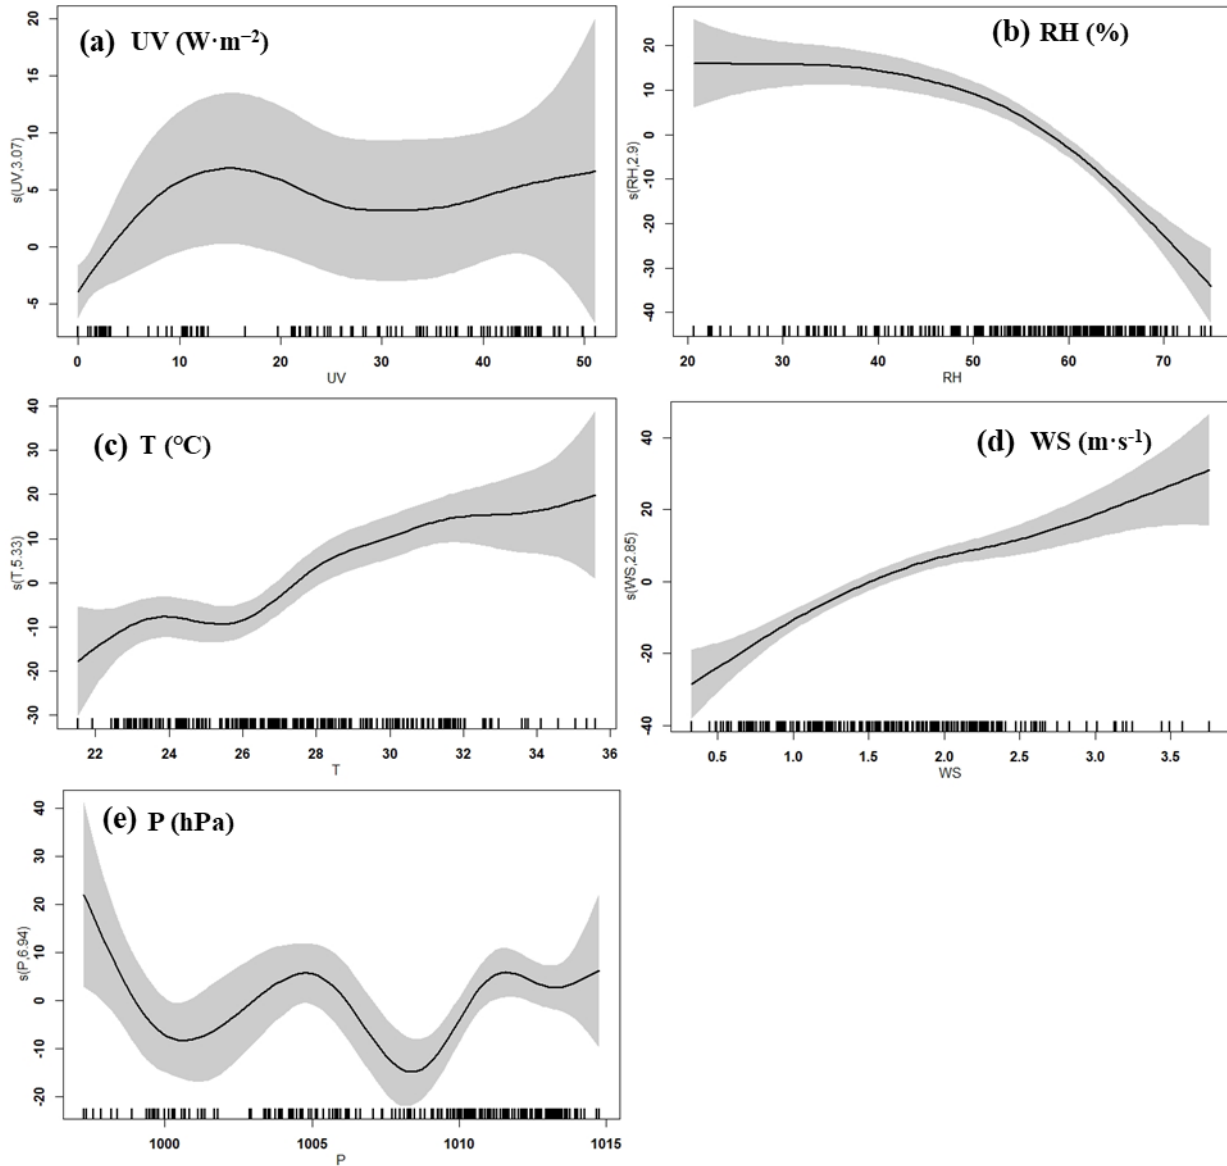 (a) UV (W·m⁻²)
s(UV,3.07)
20
15
10
5
0
-5
0 10 20 30 40 50
UV
(b) RH (%)
s(RH,2.9)
20
10
0
-10
-20
-30
-40
20 30 40 50 60 70
RH
(c) T (°C)
s(T,5.33)
40
30
20
10
0
-10
-20
-30
22 24 26 28 30 32 34 36
T
(d) WS (m·s⁻¹)
s(WS,2.85)
40
20
0
-20
-40
0.5 1.0 1.5 2.0 2.5 3.0 3.5
WS
(e) P (hPa)
s(P,6.94)
40
30
20
10
0
-10
-20
1000 1005 1010 1015
P